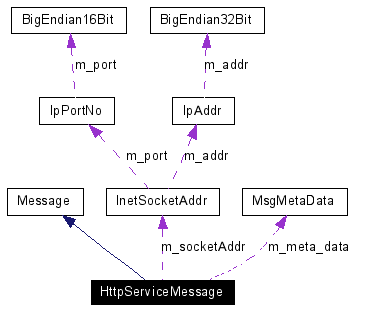 BigEndian16Bit BigEndian32Bit
m_port m_addr
IpPortNo IpAddr
m_port m_addr
Message InetSocketAddr MsgMetaData
m_socketAddr m_meta_data
HttpServiceMessage